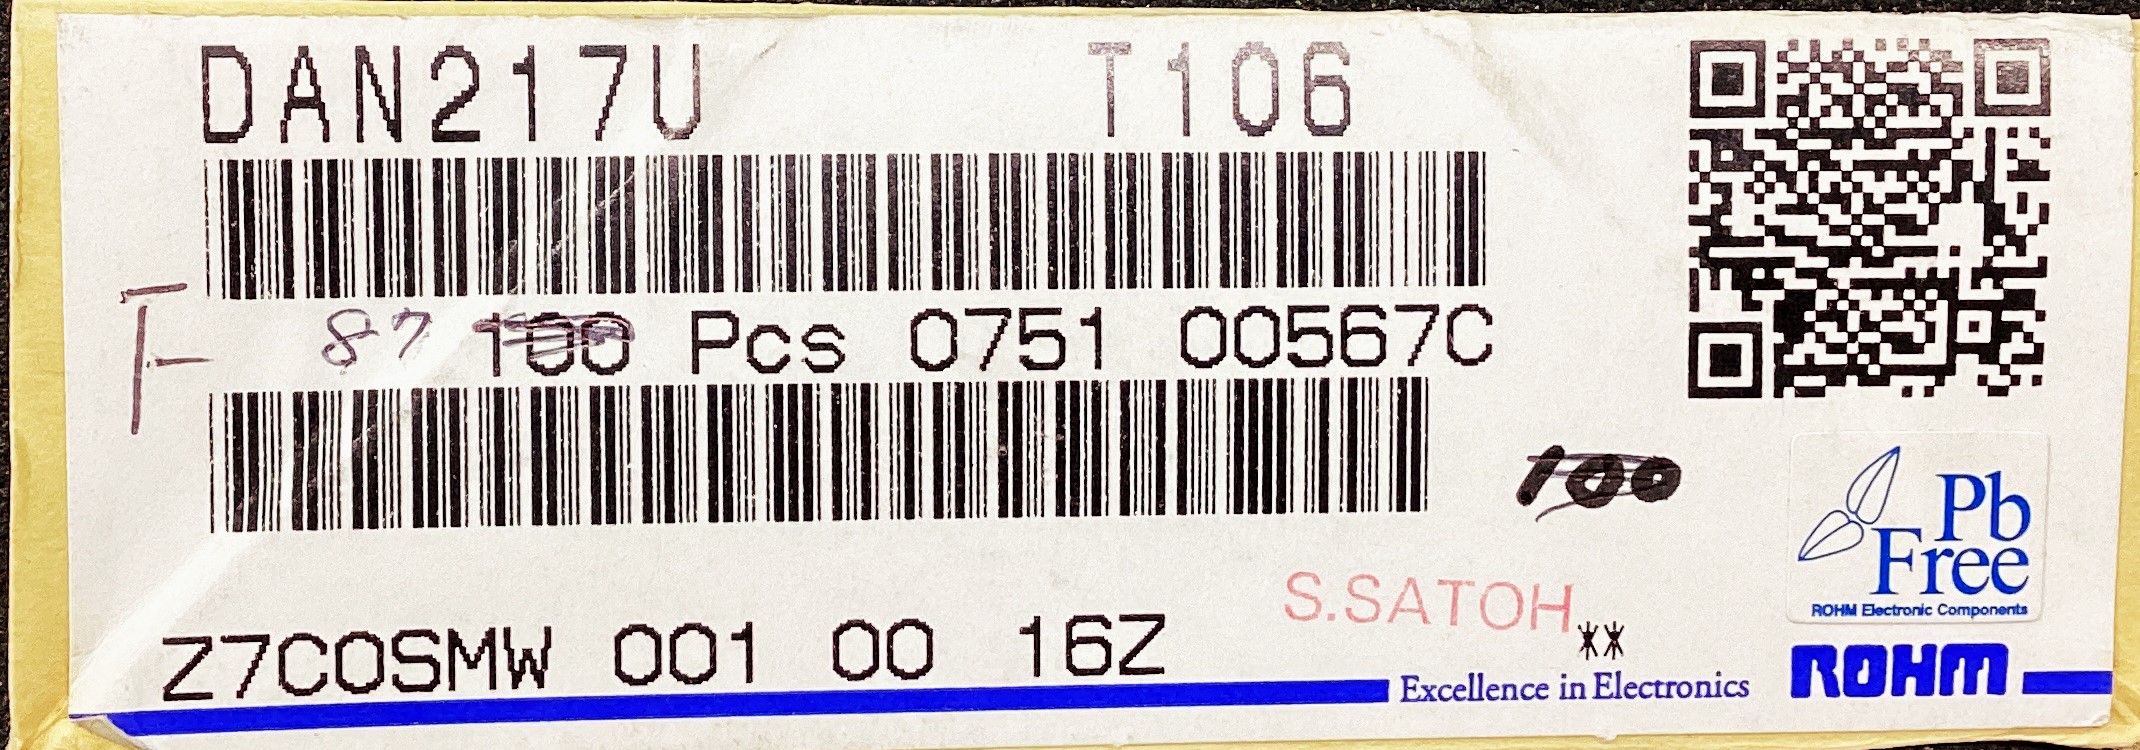 DAN217U T106
F 87 100 Pcs 0751 00567C
100
Pb
Free
ROHM Electronic Components
S.SATOH
**
Z7C0SMW 001 00 16Z
Excellence in Electronics ROHM